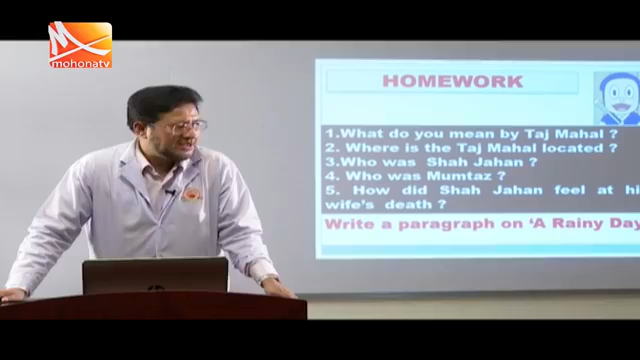 mohonatv
HOMEWORK
1.What do you mean by Taj Mahal ?
2. Where is the Taj Mahal located ?
3.Who was Shah Jahan ?
4. Who was Mumtaz ?
5. How did Shah Jahan feel at hi
wife's death ?
Write a paragraph on ‘A Rainy Day